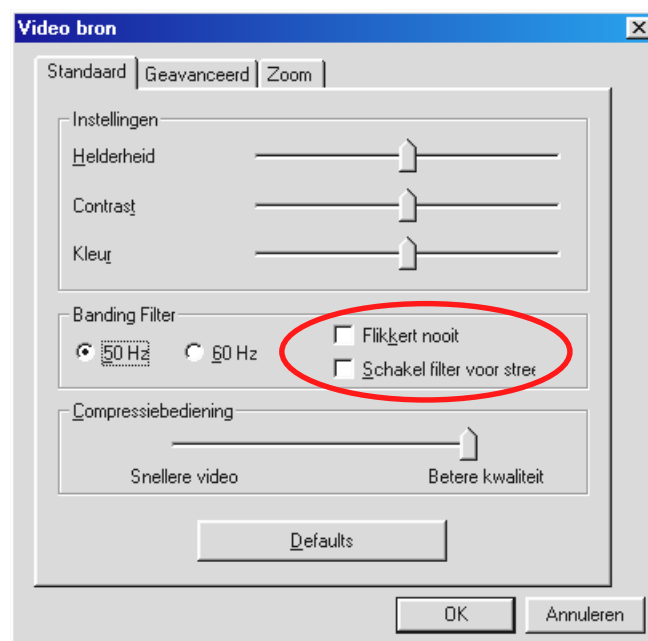 Video bron
Standaard Geavanceerd Zoom
Instellingen
Helderheid
Contrast
Kleur
Banding Filter
50 Hz 60 Hz
Flikkert nooit
Schakel filter voor stree
Compressiebediening
Snellere video Betere kwaliteit
Defaults
OK Annuleren